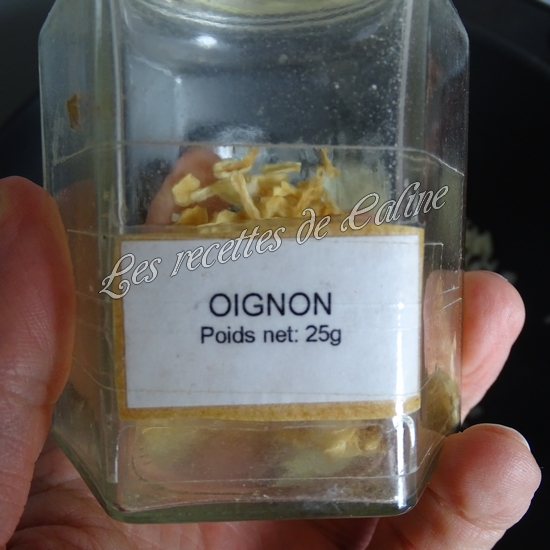 Les recettes de Caline
OIGNON
Poids net: 25g